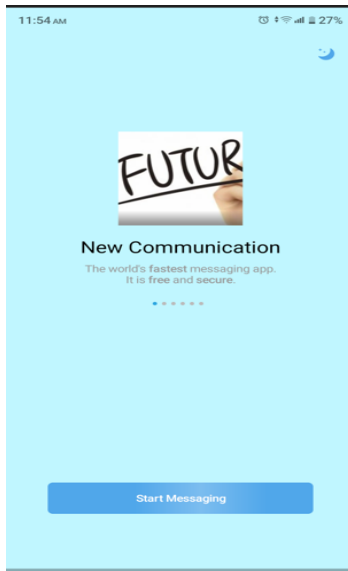 11:54 AM
27%
FUTUR
New Communication
The world's fastest messaging app.
It is free and secure.
Start Messaging